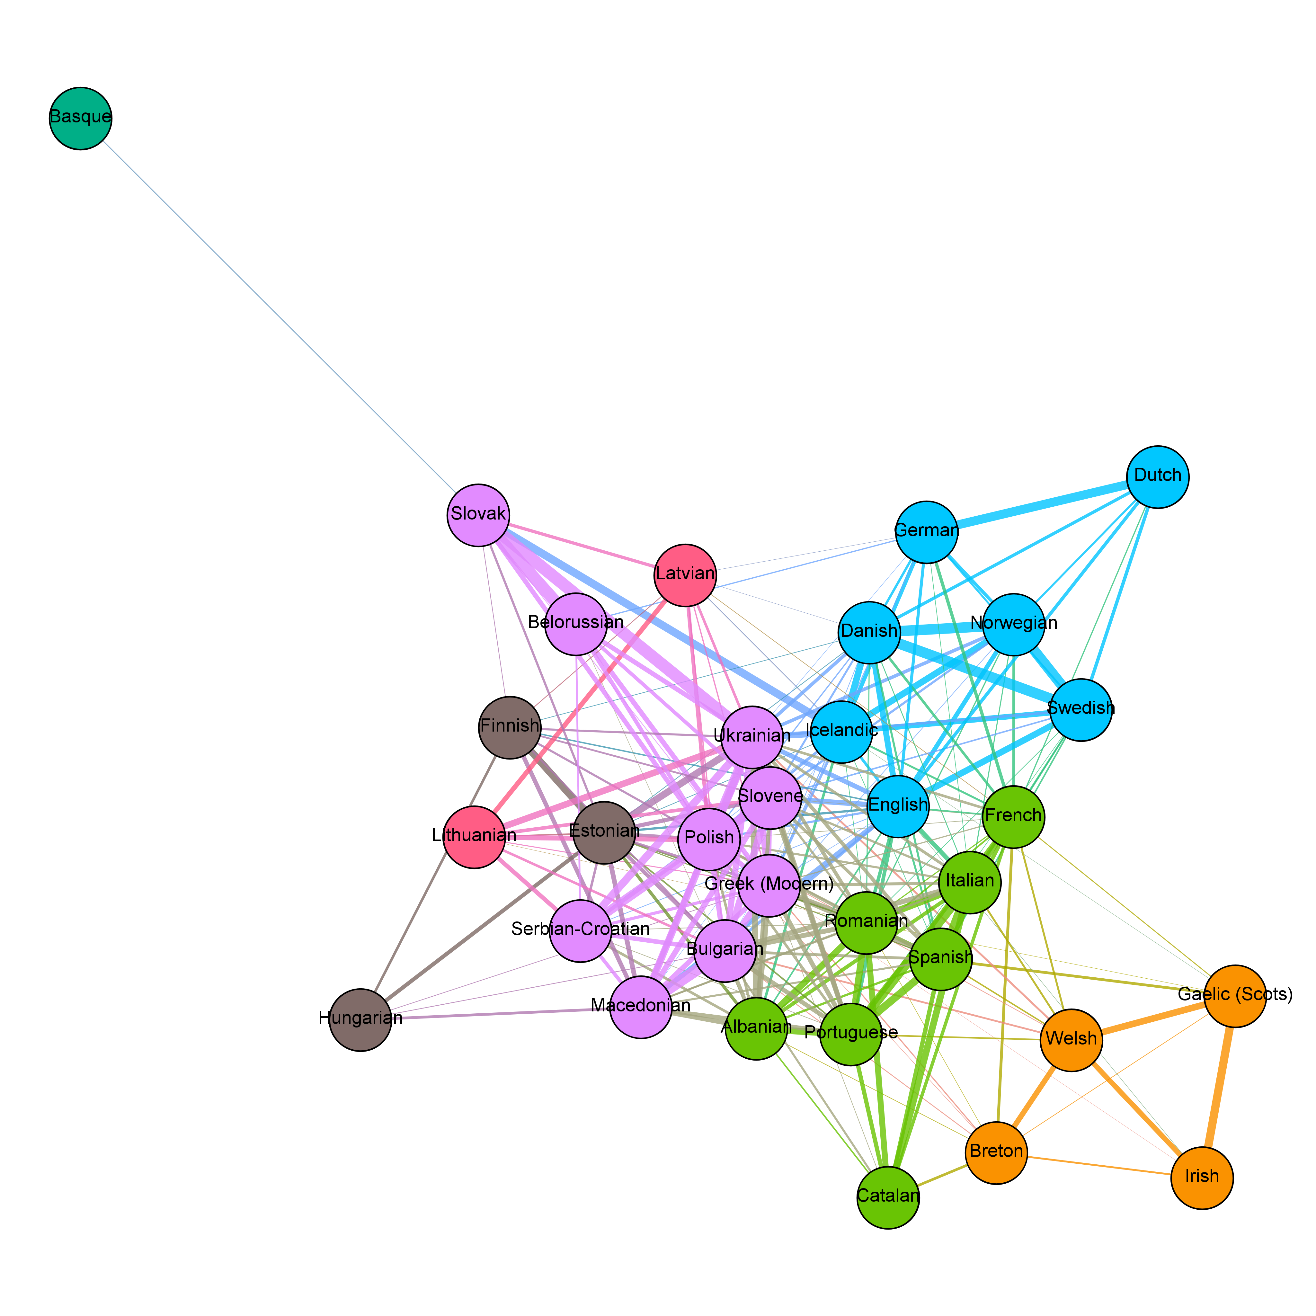 Basque
Dutch
Slovak
German
Latvian
Belorussian
Danish
Norwegian
Swedish
Finnish
Ukrainian
Icelandic
Slovene
English
French
Lithuanian
Estonian
Polish
Greek (Modern)
Italian
Romanian
Serbian-Croatian
Bulgarian
Spanish
Gaelic (Scots)
Macedonian
Hungarian
Albanian
Portuguese
Welsh
Breton
Irish
Catalan